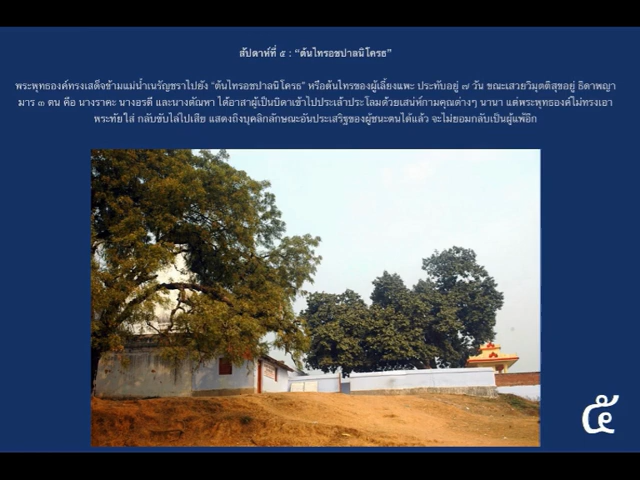 สัปดาห์ที่ ๕ : “ต้นไทรอชปาลนิโครธ”
พระพุทธองค์ทรงเสด็จข้ามแม่น้ำเนรัญชราไปยัง “ต้นไทรอชปาลนิโครธ” หรือต้นไทรของผู้เลี้ยงแพะ ประทับอยู่ ๗ วัน ขณะเสวยวิมุตติสุขอยู่ ธิดาพญา
มาร ๓ ตน คือ นางราคะ นางอรตี และนางตัณหา ได้อาสาผู้เป็นบิดาเข้าไปประเล้าประโลมด้วยเสน่ห์กามคุณต่างๆ นานา แต่พระพุทธองค์ไม่ทรงเอา
พระทัยใส่ กลับขับไล่ไปเสีย แสดงถึงบุคลิกลักษณะอันประเสริฐของผู้ชนะตนได้แล้ว จะไม่ยอมกลับเป็นผู้แพ้อีก
๕